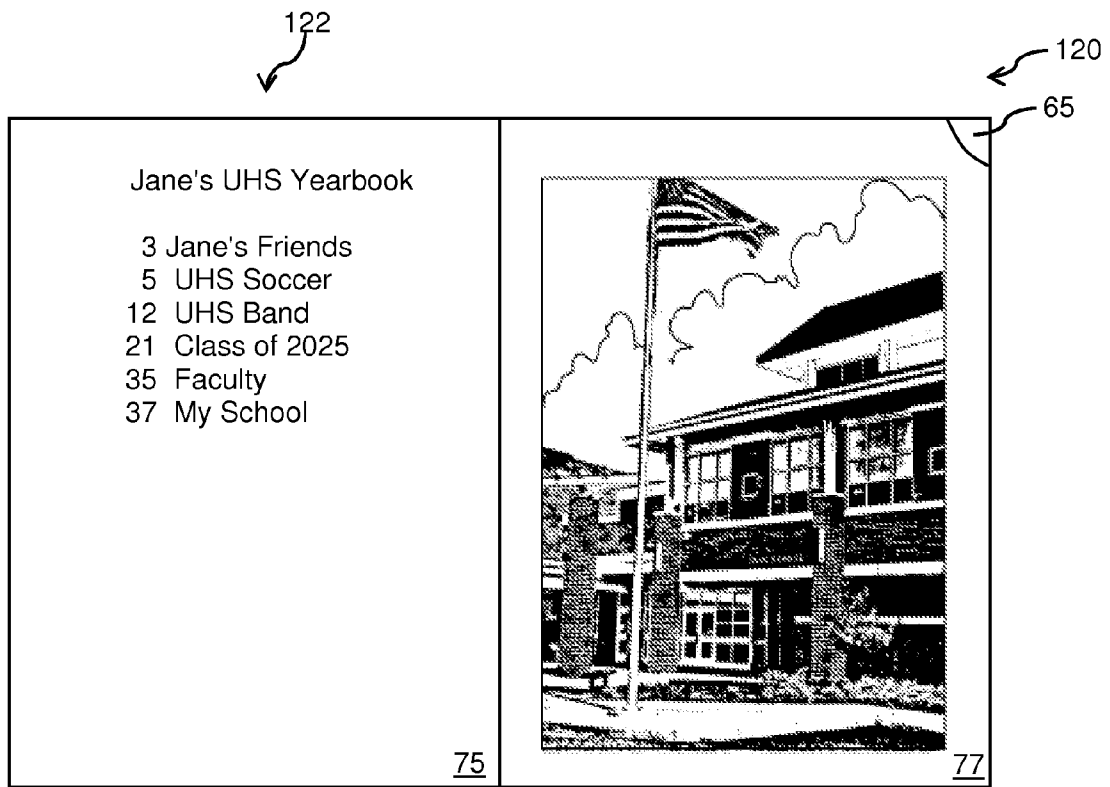 122
120
65
Jane's UHS Yearbook
3 Jane's Friends
5 UHS Soccer
12 UHS Band
21 Class of 2025
35 Faculty
37 My School
75
77